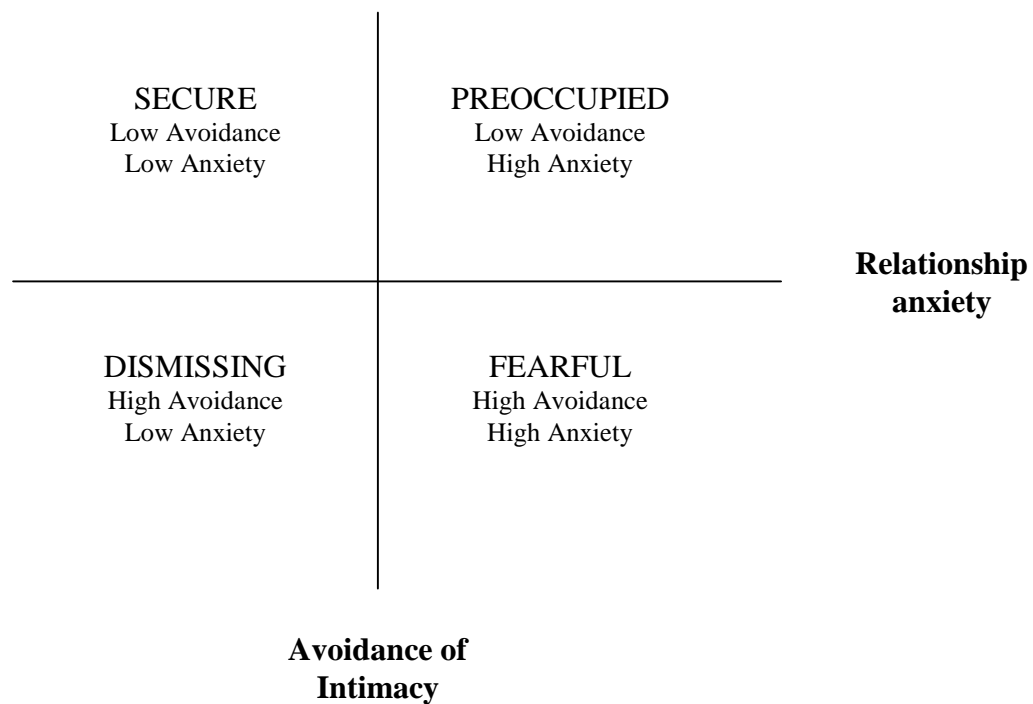 SECURE
Low Avoidance
Low Anxiety
PREOCCUPIED
Low Avoidance
High Anxiety
Relationship
anxiety
DISMISSING
High Avoidance
Low Anxiety
FEARFUL
High Avoidance
High Anxiety
Avoidance of
Intimacy